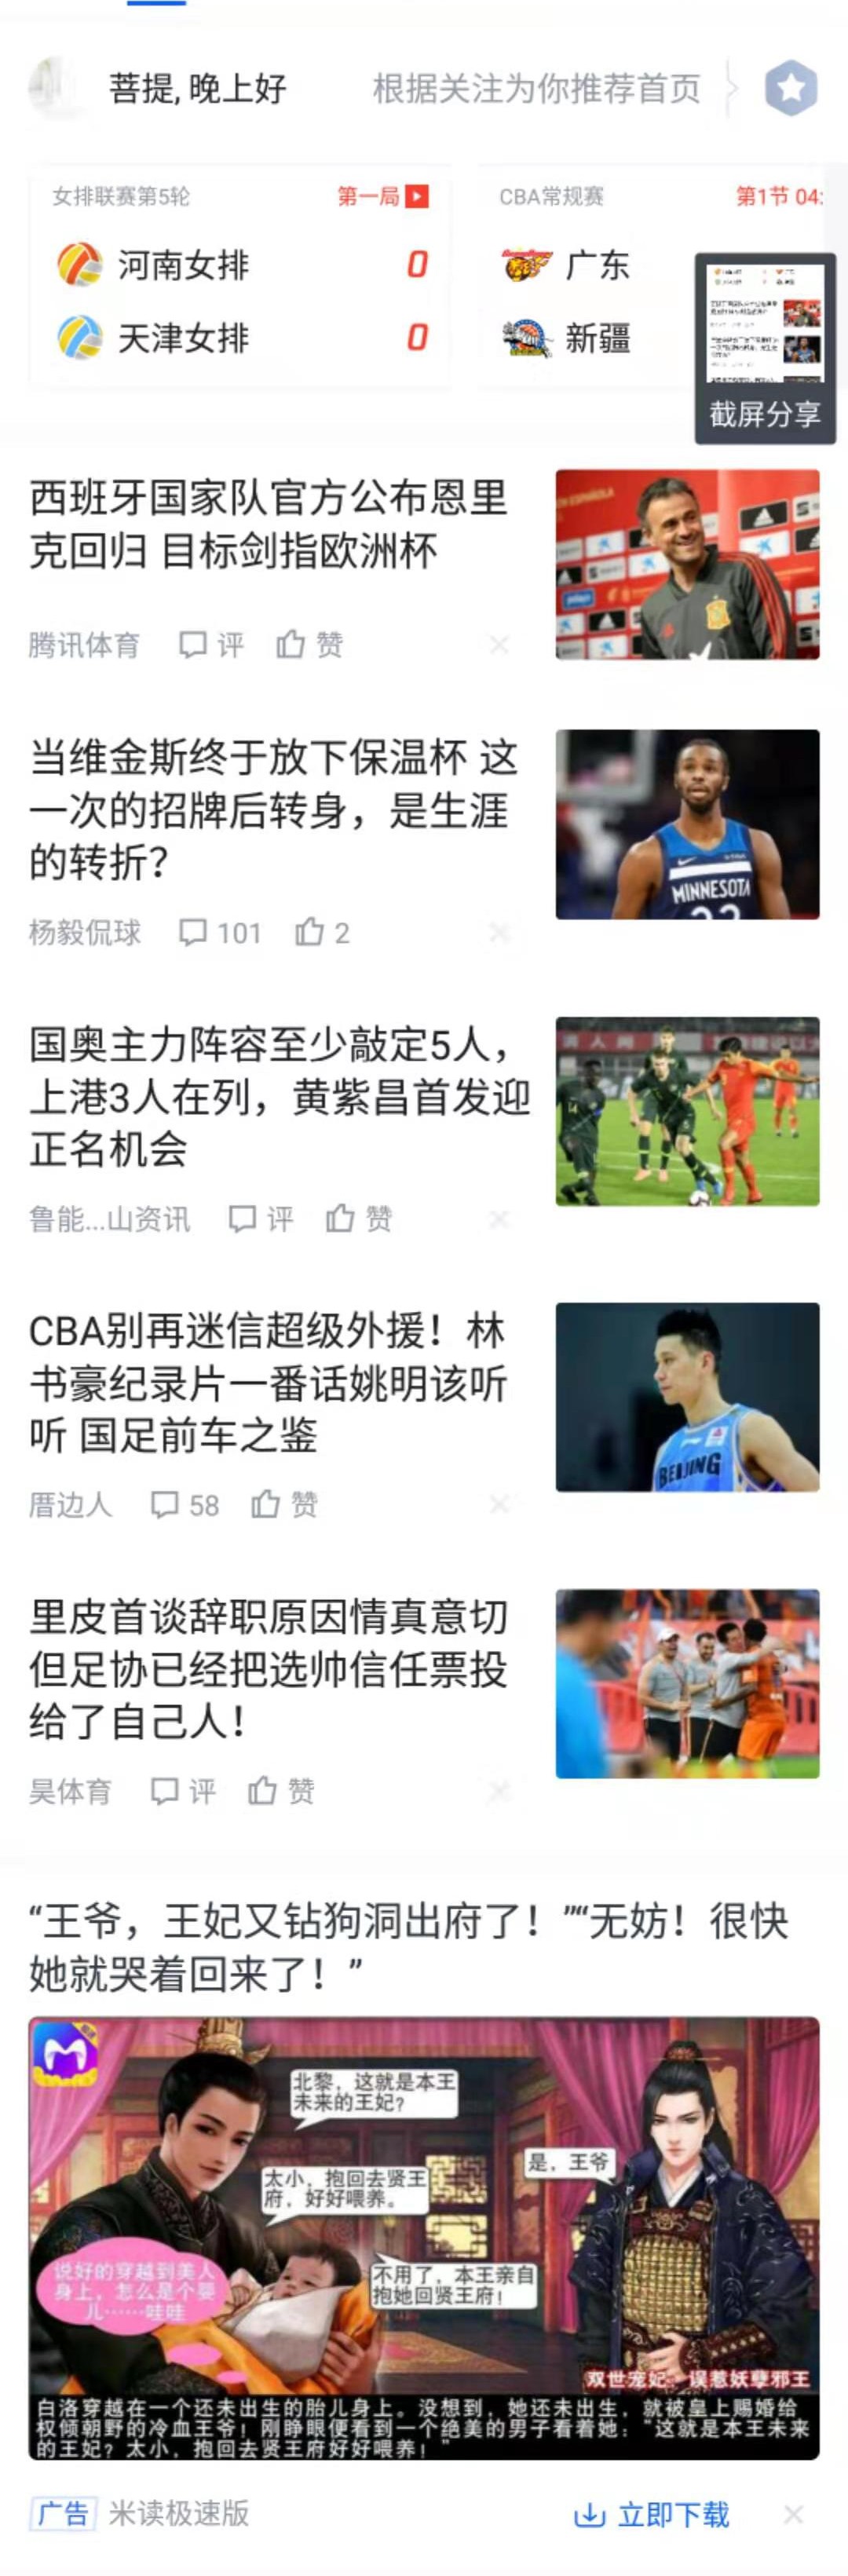 菩提, 晚上好
根据关注为你推荐首页
女排联赛第5轮 第一局
河南女排 0
天津女排 0
CBA常规赛 第1节 04:
广东
新疆
截屏分享
西班牙国家队官方公布恩里
克回归 目标剑指欧洲杯
腾讯体育 评 赞
当维金斯终于放下保温杯 这
一次的招牌后转身，是生涯
的转折？
MINNESOTA
杨毅侃球 101 2
国奥主力阵容至少敲定5人，
上港3人在列，黄紫昌首发迎
正名机会
鲁能...山资讯 评 赞
CBA别再迷信超级外援！林
书豪纪录片一番话姚明该听
听 国足前车之鉴
BEIJING
厝边人 58 赞
里皮首谈辞职原因情真意切
但足协已经把选帅信任票投
给了自己人！
昊体育 评 赞
“王爷，王妃又钻狗洞出府了！”“无妨！很快
她就哭着回来了！”
北黎，这就是本王
未来的王妃？
太小，抱回去贤王
府，好好喂养。
是，王爷
不用了，本王亲自
抱她回贤王府！
说好的穿越到美人
身上，怎么是个婴
儿……哇哇
双世宠妃：误惹妖孽邪王
白洛穿越在一个还未出生的胎儿身上。没想到，她还未出生，就被皇上赐婚给
权倾朝野的冷血王爷！刚睁眼便看到一个绝美的男子看着她：“这就是本王未来
的王妃？太小，抱回去贤王府好好喂养！”
广告 米读极速版 立即下载